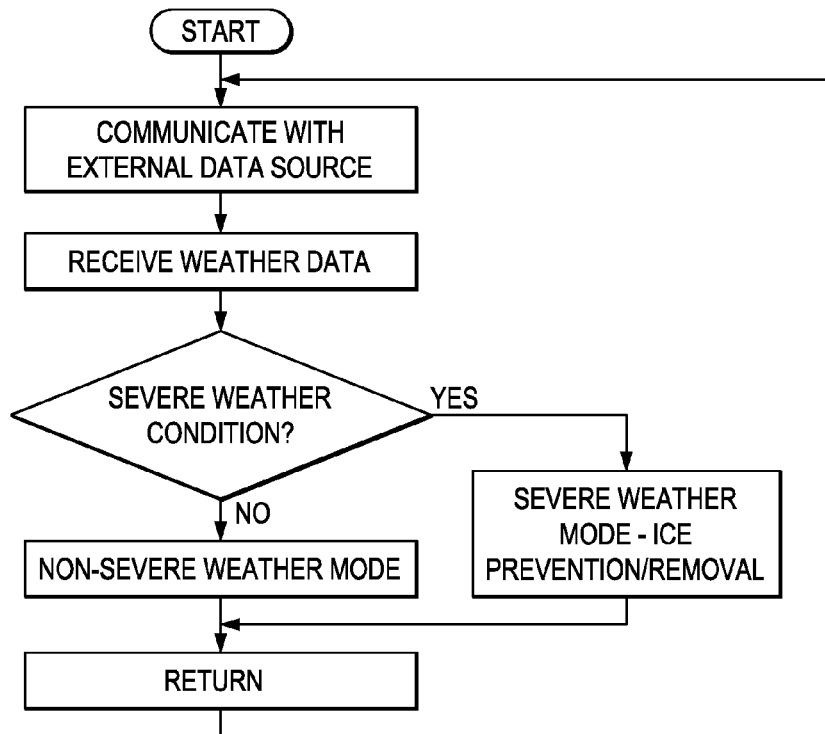 START
COMMUNICATE WITH
EXTERNAL DATA SOURCE
RECEIVE WEATHER DATA
SEVERE WEATHER
CONDITION?
YES
NO
SEVERE WEATHER
MODE - ICE
PREVENTION/REMOVAL
NON-SEVERE WEATHER MODE
RETURN